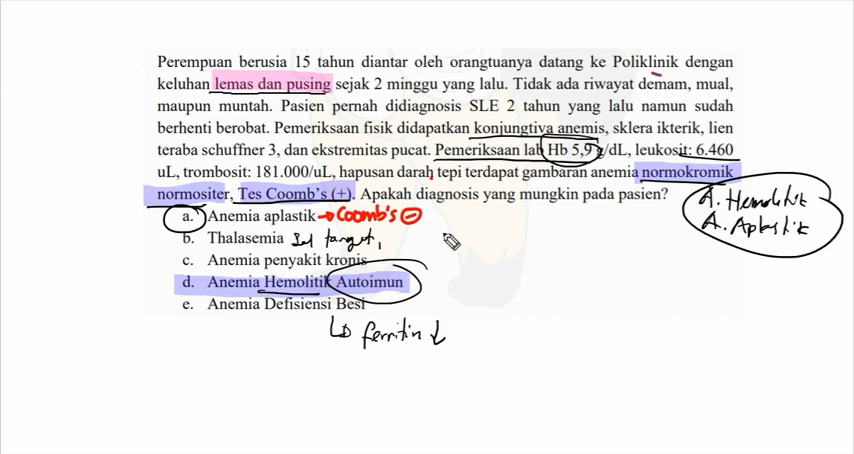 Perempuan berusia 15 tahun diantar oleh orangtuanya datang ke Poliklinik dengan
keluhan lemas dan pusing sejak 2 minggu yang lalu. Tidak ada riwayat demam, mual,
maupun muntah. Pasien pernah didiagnosis SLE 2 tahun yang lalu namun sudah
berhenti berobat. Pemeriksaan fisik didapatkan konjungtiva anemis, sklera ikterik, lien
teraba schuffner 3, dan ekstremitas pucat. Pemeriksaan lab Hb 5,9 g/dL, leukosit: 6.460
uL, trombosit: 181.000/uL, hapusan darah tepi terdapat gambaran anemia normokromik
normositer, Tes Coomb's (+). Apakah diagnosis yang mungkin pada pasien?
A. Hemolitik
A. Aplastik
a. Anemia aplastik → Coomb's ⊖
b. Thalasemia Sel target,
c. Anemia penyakit kronis
d. Anemia Hemolitik Autoimun
e. Anemia Defisiensi Besi
↳ ferritin ↓